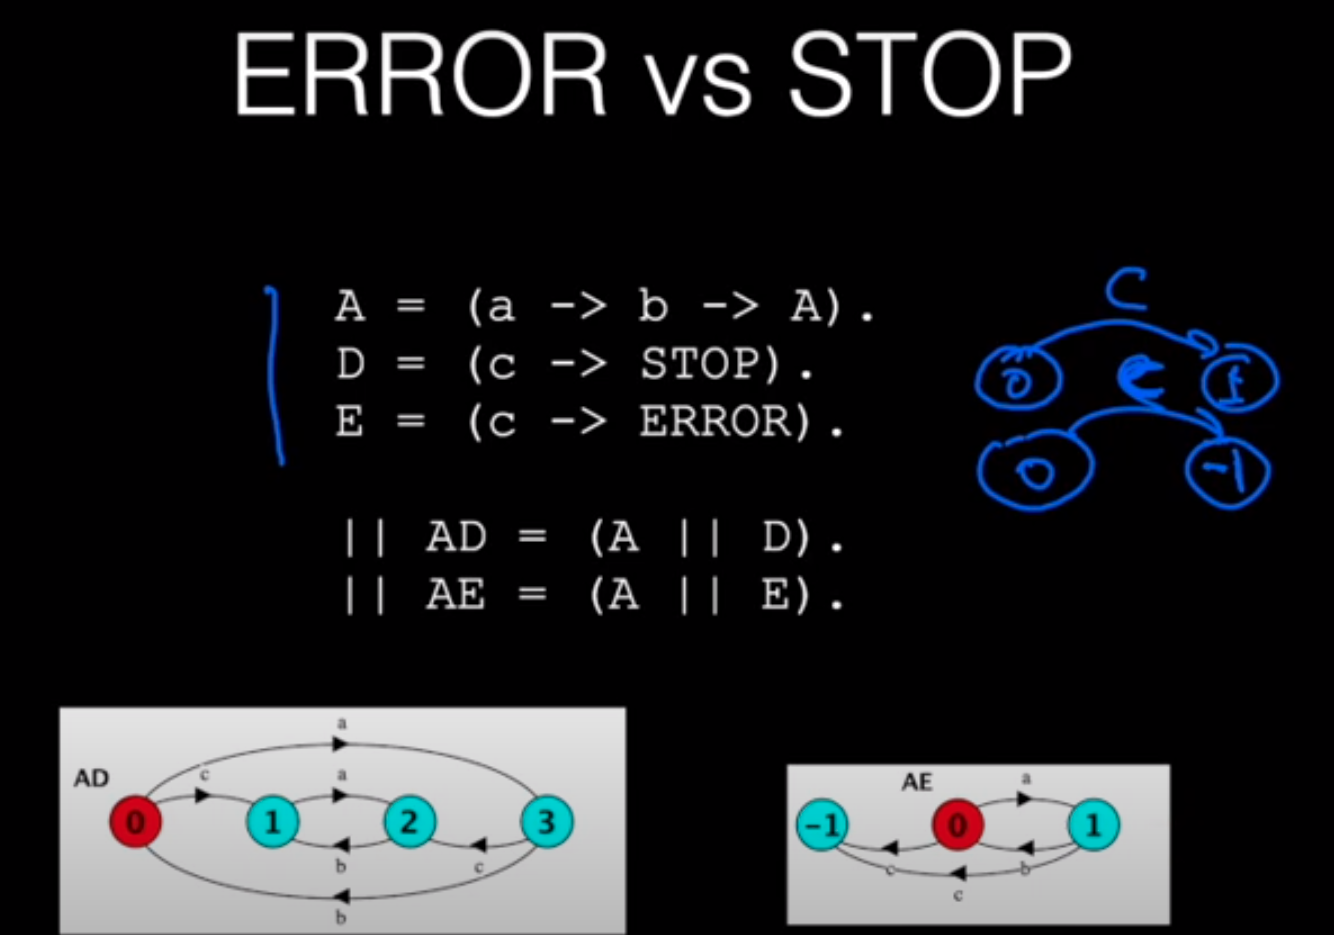 ERROR vs STOP
A = (a -> b -> A).
D = (c -> STOP).
E = (c -> ERROR).
C
0 1
C
0 -1
|| AD = (A || D).
|| AE = (A || E).
AD
a
c a
0 1 2 3
b c
b
AE
a
-1 0 1
c b
c